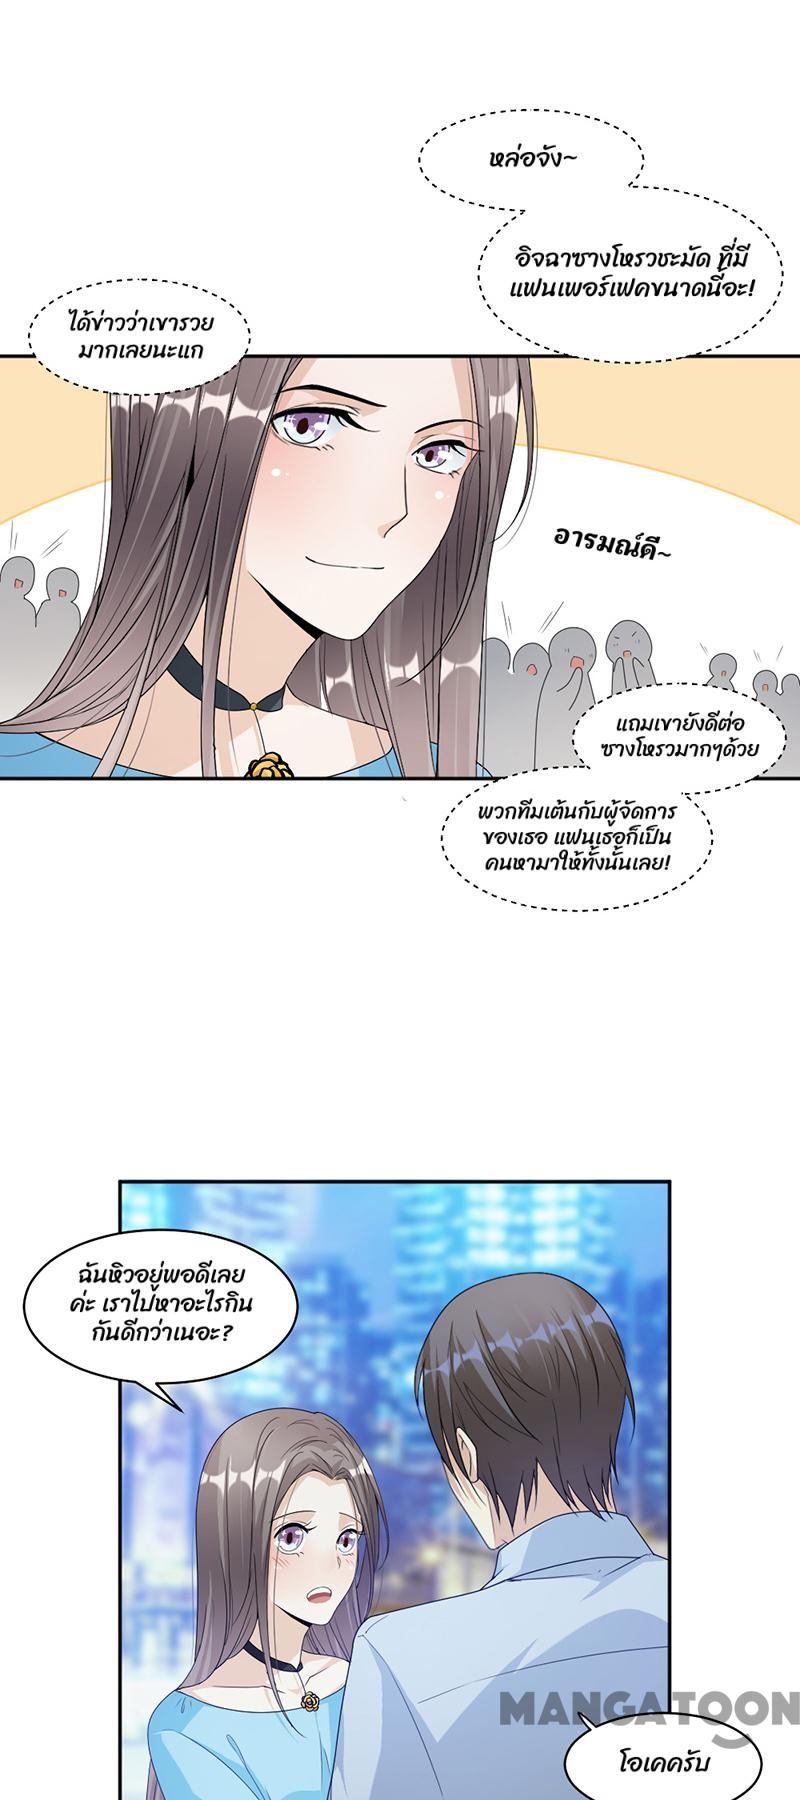 หล่อจัง~
อิจฉาซางโหรวชะมัด ที่มี
แฟนเพอร์เฟคขนาดนี้อะ!
ได้ข่าวว่าเขารวย
มากเลยนะแก
อารมณ์ดี~
แถมเขายังดีต่อ
ซางโหรวมากๆด้วย
พวกทีมเต้นกับผู้จัดการ
ของเธอ แฟนเธอก็เป็น
คนหามาให้ทั้งนั้นเลย!
ฉันหิวอยู่พอดีเลย
ค่ะ เราไปหาอะไรกิน
กันดีกว่าเนอะ?
MANGATOON
โอเคครับ